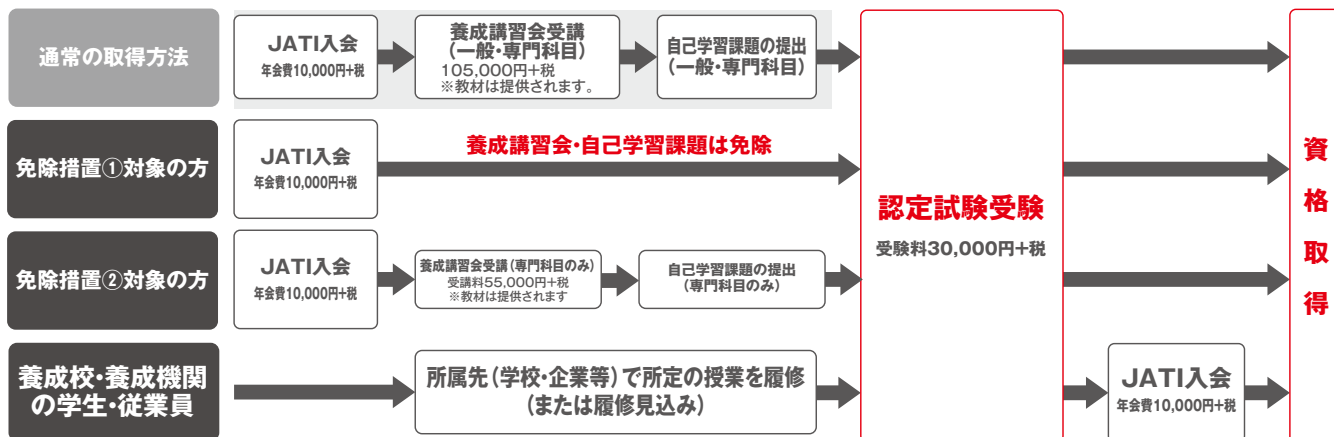 通常の取得方法
JATI入会
年会費10,000円+税
養成講習会受講
(一般・専門科目)
105,000円+税
※教材は提供されます。
自己学習課題の提出
(一般・専門科目)
免除措置①対象の方
JATI入会
年会費10,000円+税
養成講習会・自己学習課題は免除
免除措置②対象の方
JATI入会
年会費10,000円+税
養成講習会受講(専門科目のみ)
受講料55,000円+税
※教材は提供されます
自己学習課題の提出
(専門科目のみ)
養成校・養成機関
の学生・従業員
所属先(学校・企業等)で所定の授業を履修
(または履修見込み)
認定試験受験
受験料30,000円+税
JATI入会
年会費10,000円+税
資格取得